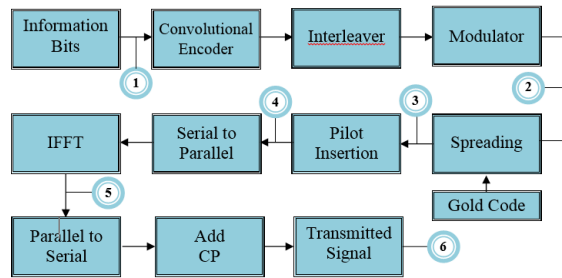 Information
Bits
Convolutional
Encoder
Interleaver
Modulator
1
2
IFFT
Serial to
Parallel
4
Pilot
Insertion
3
Spreading
Gold Code
5
Parallel to
Serial
Add
CP
Transmitted
Signal
6